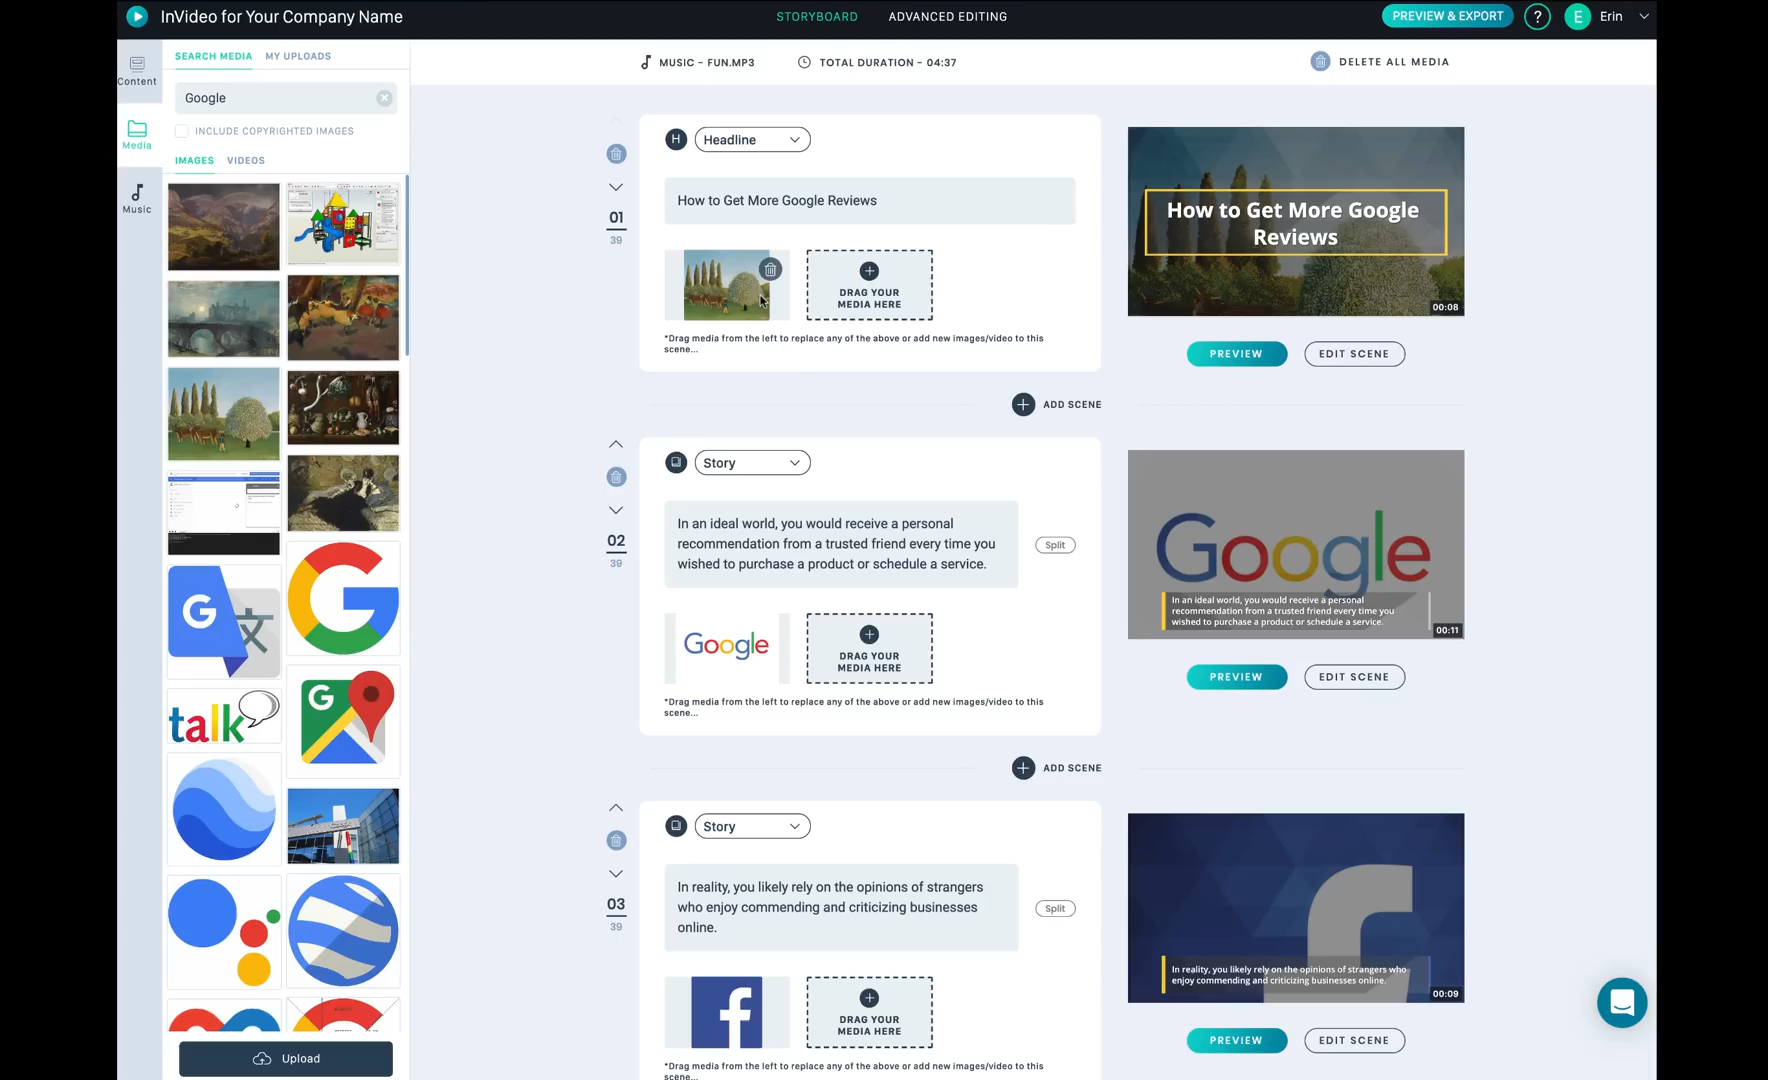 InVideo for Your Company Name
STORYBOARD
ADVANCED EDITING
PREVIEW & EXPORT
?
E
Erin
Content
Media
Music
SEARCH MEDIA
MY UPLOADS
Google
INCLUDE COPYRIGHTED IMAGES
IMAGES
VIDEOS
G
文
talk
G
Upload
MUSIC - FUN.MP3
TOTAL DURATION - 04:37
DELETE ALL MEDIA
01
39
H
Headline
How to Get More Google Reviews
DRAG YOUR
MEDIA HERE
*Drag media from the left to replace any of the above or add new images/video to this
scene...
How to Get More Google
Reviews
00:08
PREVIEW
EDIT SCENE
ADD SCENE
02
39
Story
In an ideal world, you would receive a personal
recommendation from a trusted friend every time you
wished to purchase a product or schedule a service.
Split
Google
DRAG YOUR
MEDIA HERE
*Drag media from the left to replace any of the above or add new images/video to this
scene...
Google
In an ideal world, you would receive a personal
recommendation from a trusted friend every time you
wished to purchase a product or schedule a service.
00:11
PREVIEW
EDIT SCENE
ADD SCENE
03
39
Story
In reality, you likely rely on the opinions of strangers
who enjoy commending and criticizing businesses
online.
Split
f
DRAG YOUR
MEDIA HERE
*Drag media from the left to replace any of the above or add new images/video to this
scene...
f
In reality, you likely rely on the opinions of strangers who
enjoy commending and criticizing businesses online.
00:09
PREVIEW
EDIT SCENE